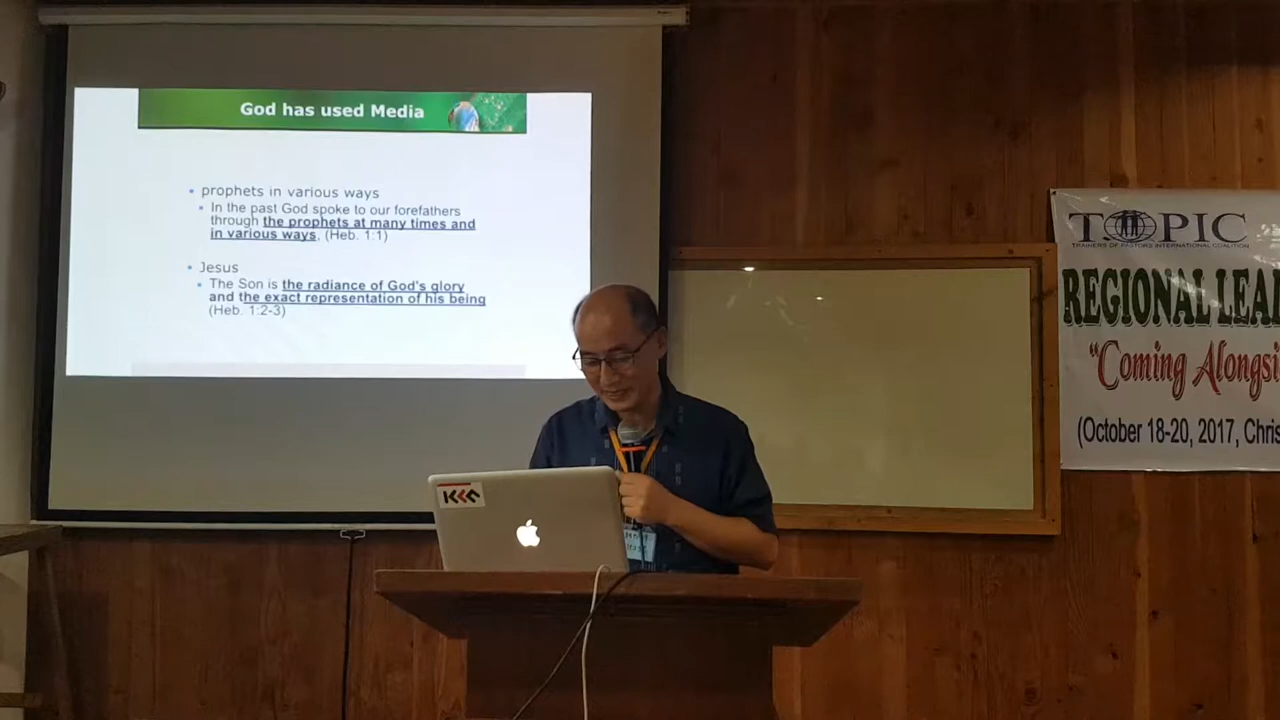 God has used Media
• prophets in various ways
• In the past God spoke to our forefathers
through the prophets at many times and
in various ways, (Heb. 1:1)
• Jesus
• The Son is the radiance of God's glory
and the exact representation of his being
(Heb. 1:2-3)
TOPIC
TRAINERS OF PASTORS INTERNATIONAL COALITION
REGIONAL LEA
"Coming Alongsi
(October 18-20, 2017, Chris